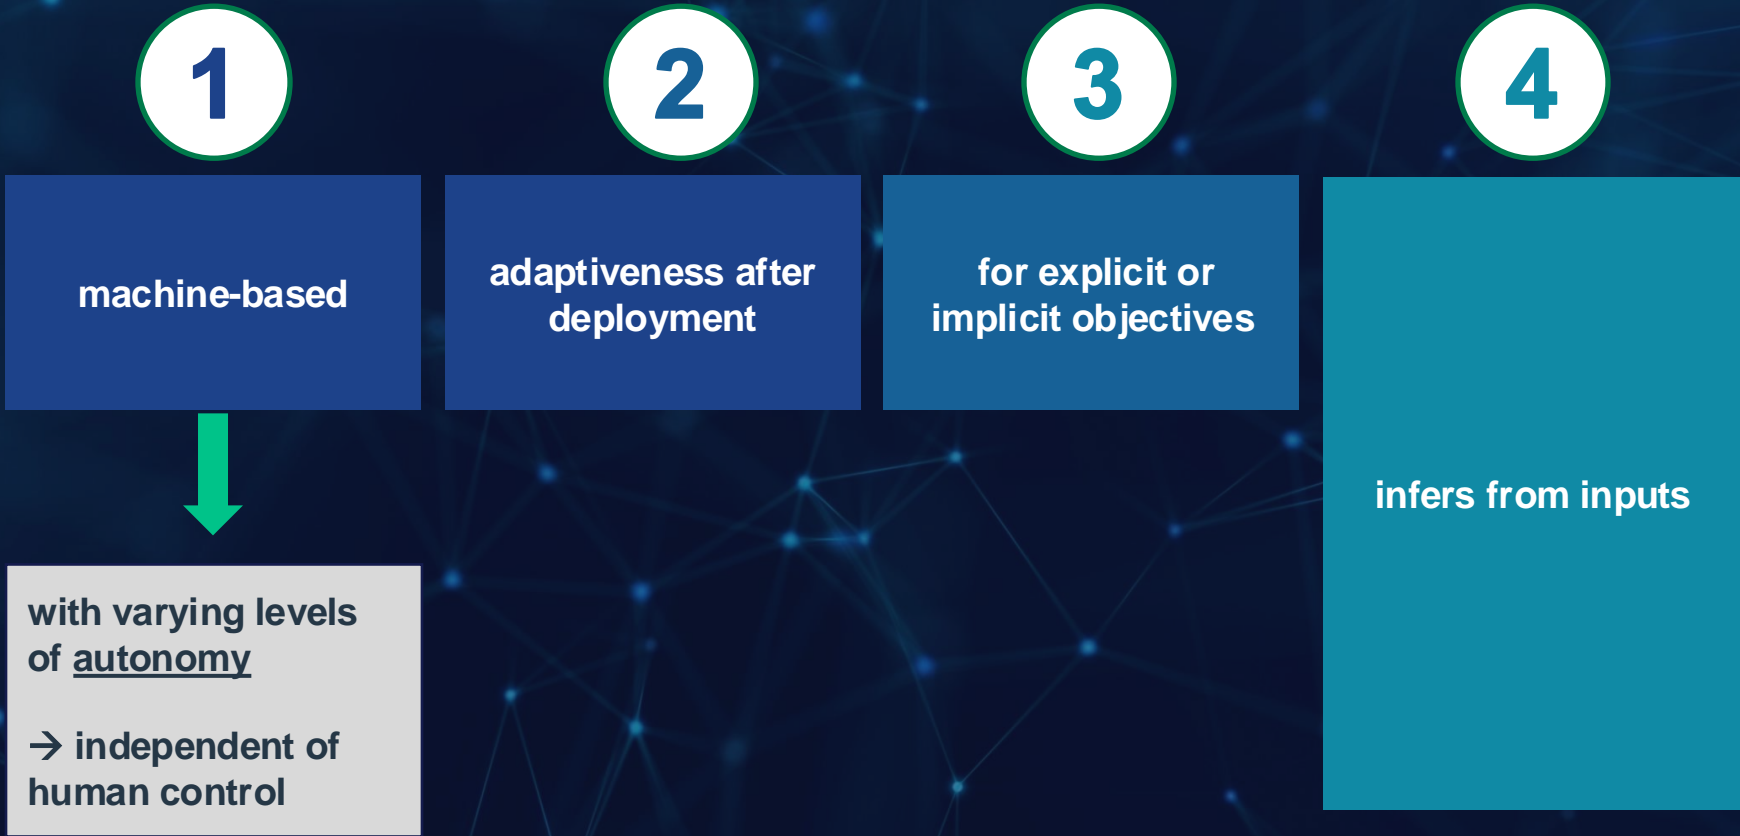 1
2
3
4
machine-based
adaptiveness after
deployment
for explicit or
implicit objectives
infers from inputs
with varying levels
of autonomy
→ independent of
human control